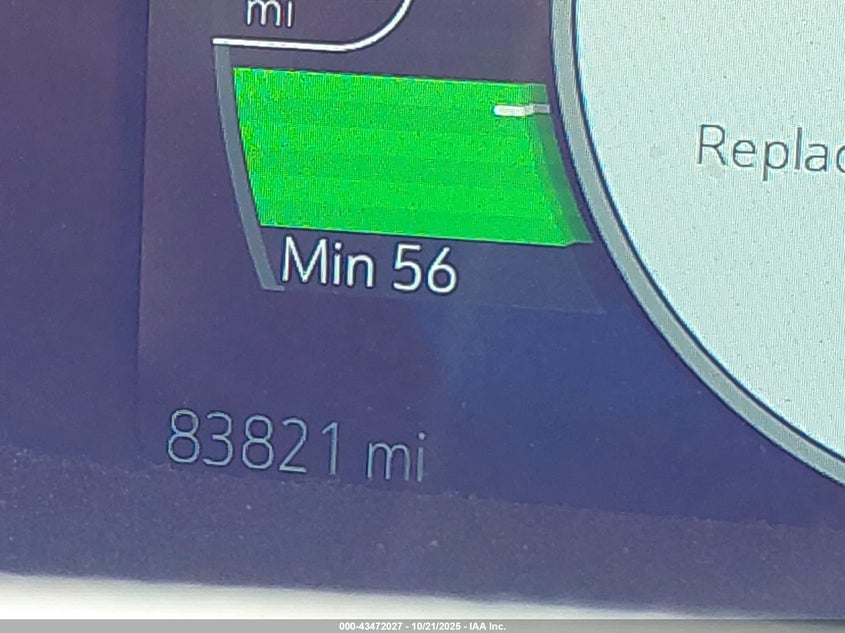 mi
Replac
Min 56
83821 mi
000-43472027 - 10/21/2025 - IAA Inc.